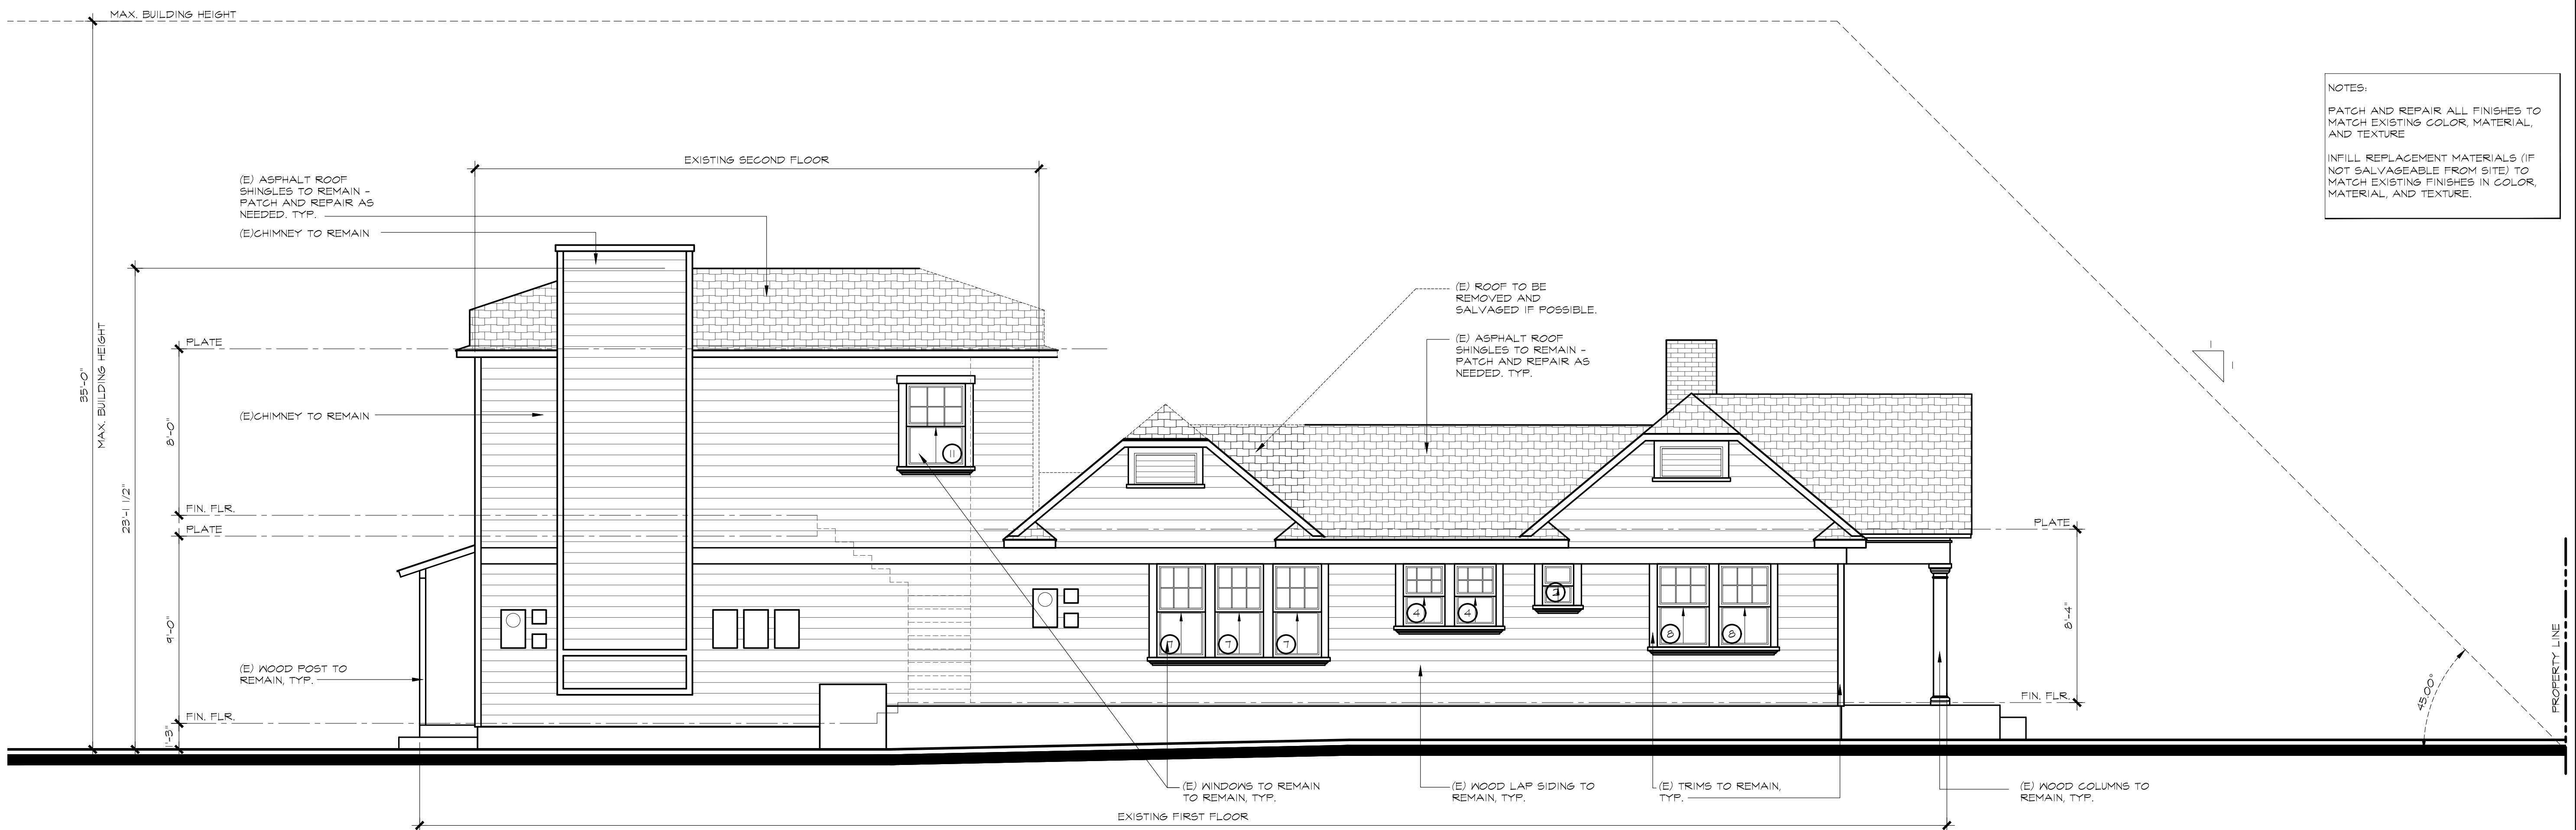 MAX. BUILDING HEIGHT
NOTES:
PATCH AND REPAIR ALL FINISHES TO
MATCH EXISTING COLOR, MATERIAL,
AND TEXTURE
INFILL REPLACEMENT MATERIALS (IF
NOT SALVAGEABLE FROM SITE) TO
MATCH EXISTING FINISHES IN COLOR,
MATERIAL, AND TEXTURE.
EXISTING SECOND FLOOR
(E) ASPHALT ROOF
SHINGLES TO REMAIN -
PATCH AND REPAIR AS
NEEDED. TYP.
(E)CHIMNEY TO REMAIN
(E) ROOF TO BE
REMOVED AND
SALVAGED IF POSSIBLE.
(E) ASPHALT ROOF
SHINGLES TO REMAIN -
PATCH AND REPAIR AS
NEEDED. TYP.
1
1
35'-0"
MAX. BUILDING HEIGHT
23'-1 1/2"
PLATE
8'-0"
(E)CHIMNEY TO REMAIN
11
FIN. FLR.
PLATE
PLATE
9'-0"
8'-4"
7
7
7
4
4
8
8
(E) WOOD POST TO
REMAIN, TYP.
FIN. FLR.
FIN. FLR.
1'-3"
45.00°
PROPERTY LINE
(E) WINDOWS TO REMAIN
TO REMAIN, TYP.
(E) WOOD LAP SIDING TO
REMAIN, TYP.
(E) TRIMS TO REMAIN,
TYP.
(E) WOOD COLUMNS TO
REMAIN, TYP.
EXISTING FIRST FLOOR